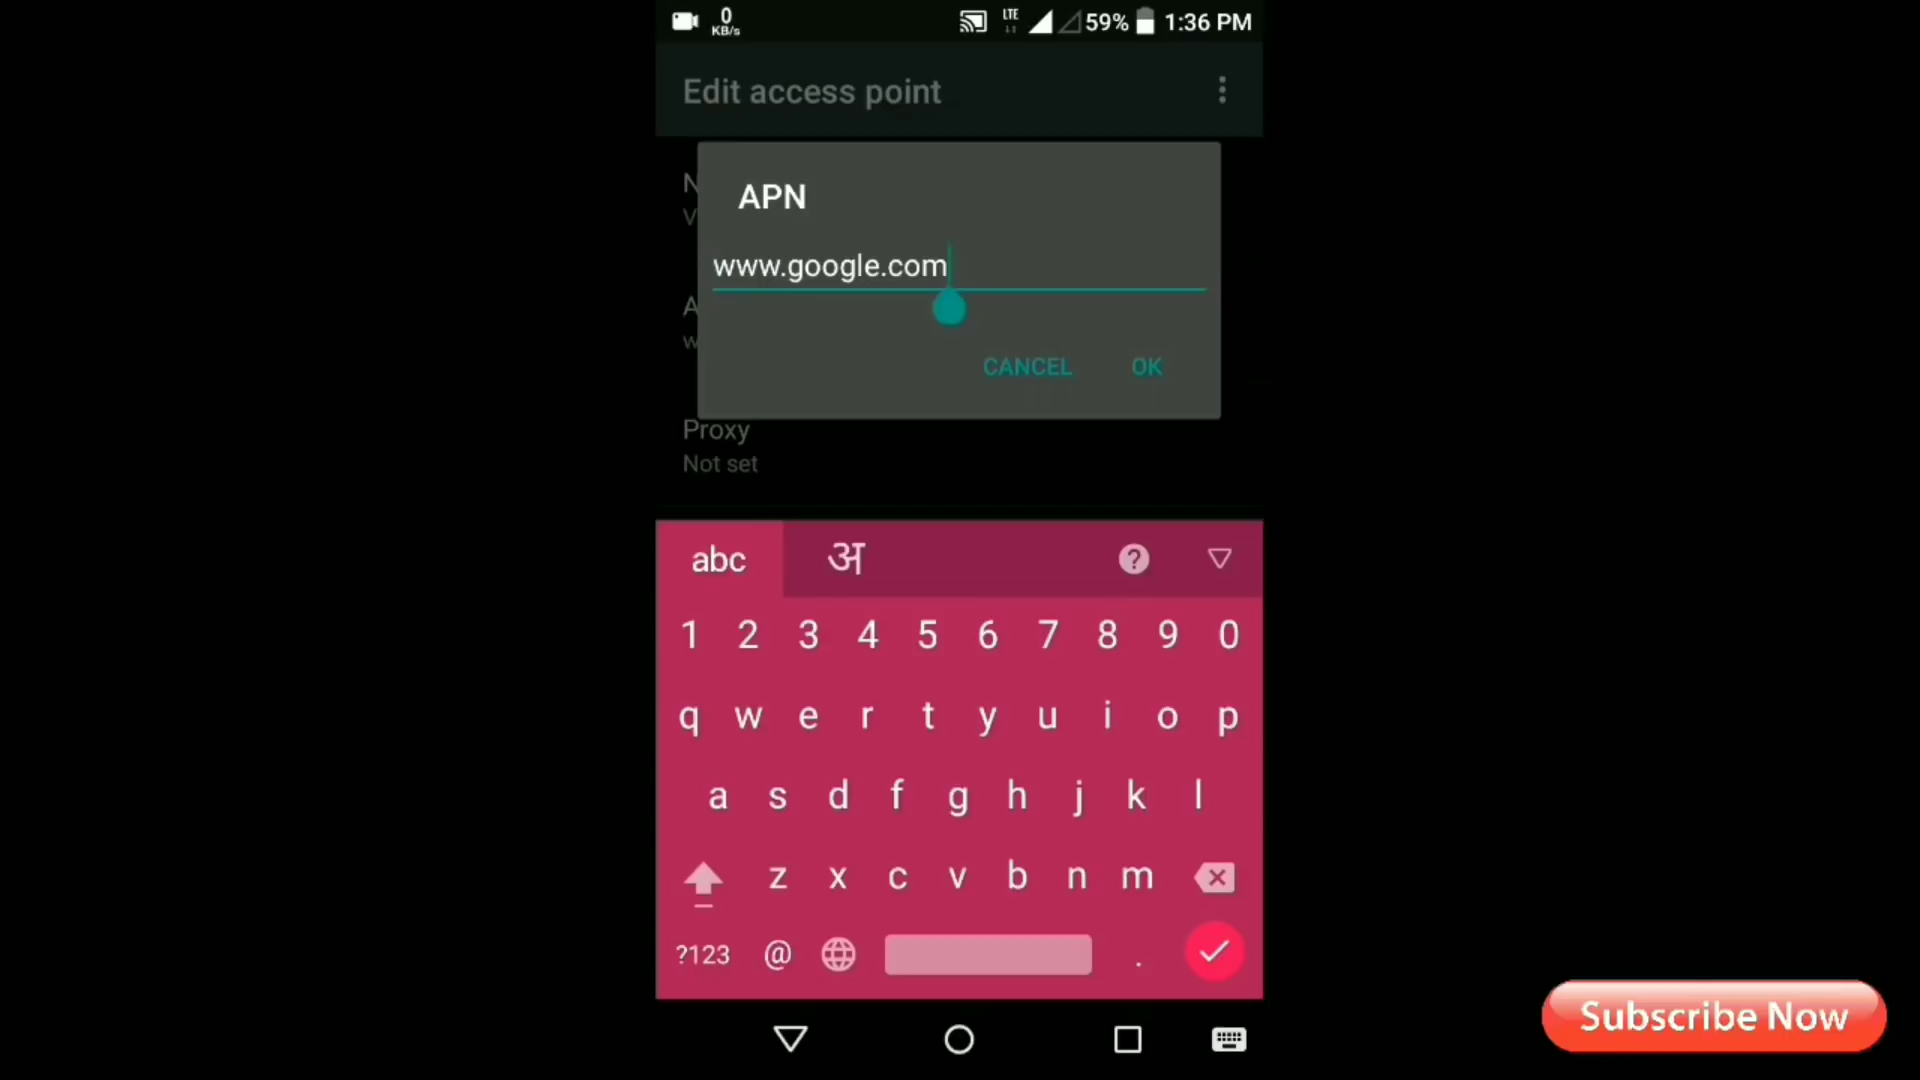 0
KB/s
LTE
59%
1:36 PM
Edit access point
N
V
APN
www.google.com
A
w
CANCEL
OK
Proxy
Not set
abc
अ
?
1 2 3 4 5 6 7 8 9 0
q w e r t y u i o p
a s d f g h j k l
z x c v b n m
?123 @ .
Subscribe Now